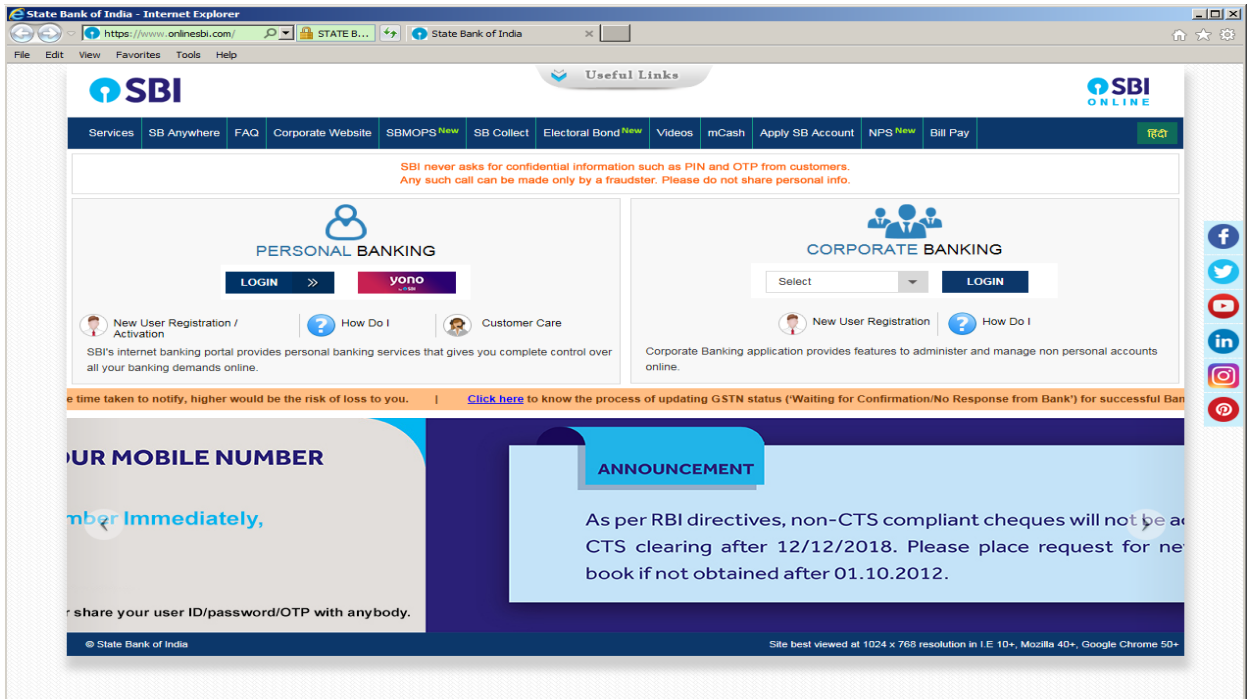 State Bank of India - Internet Explorer
https://www.onlinesbi.com/ STATE B... State Bank of India
File Edit View Favorites Tools Help
Useful Links
SBI
SBI
ONLINE
Services SB Anywhere FAQ Corporate Website SBMOPS New SB Collect Electoral Bond New Videos mCash Apply SB Account NPS New Bill Pay हिंदी
SBI never asks for confidential information such as PIN and OTP from customers.
Any such call can be made only by a fraudster. Please do not share personal info.
PERSONAL BANKING
LOGIN » yono
by SBI
New User Registration /
Activation
How Do I
Customer Care
SBI's internet banking portal provides personal banking services that gives you complete control over
all your banking demands online.
CORPORATE BANKING
Select LOGIN
New User Registration
How Do I
Corporate Banking application provides features to administer and manage non personal accounts
online.
e time taken to notify, higher would be the risk of loss to you. | Click here to know the process of updating GSTN status ('Waiting for Confirmation/No Response from Bank') for successful Ban
OUR MOBILE NUMBER
mber Immediately,
r share your user ID/password/OTP with anybody.
ANNOUNCEMENT
As per RBI directives, non-CTS compliant cheques will not be ac
CTS clearing after 12/12/2018. Please place request for ne
book if not obtained after 01.10.2012.
© State Bank of India
Site best viewed at 1024 x 768 resolution in I.E 10+, Mozilla 40+, Google Chrome 50+